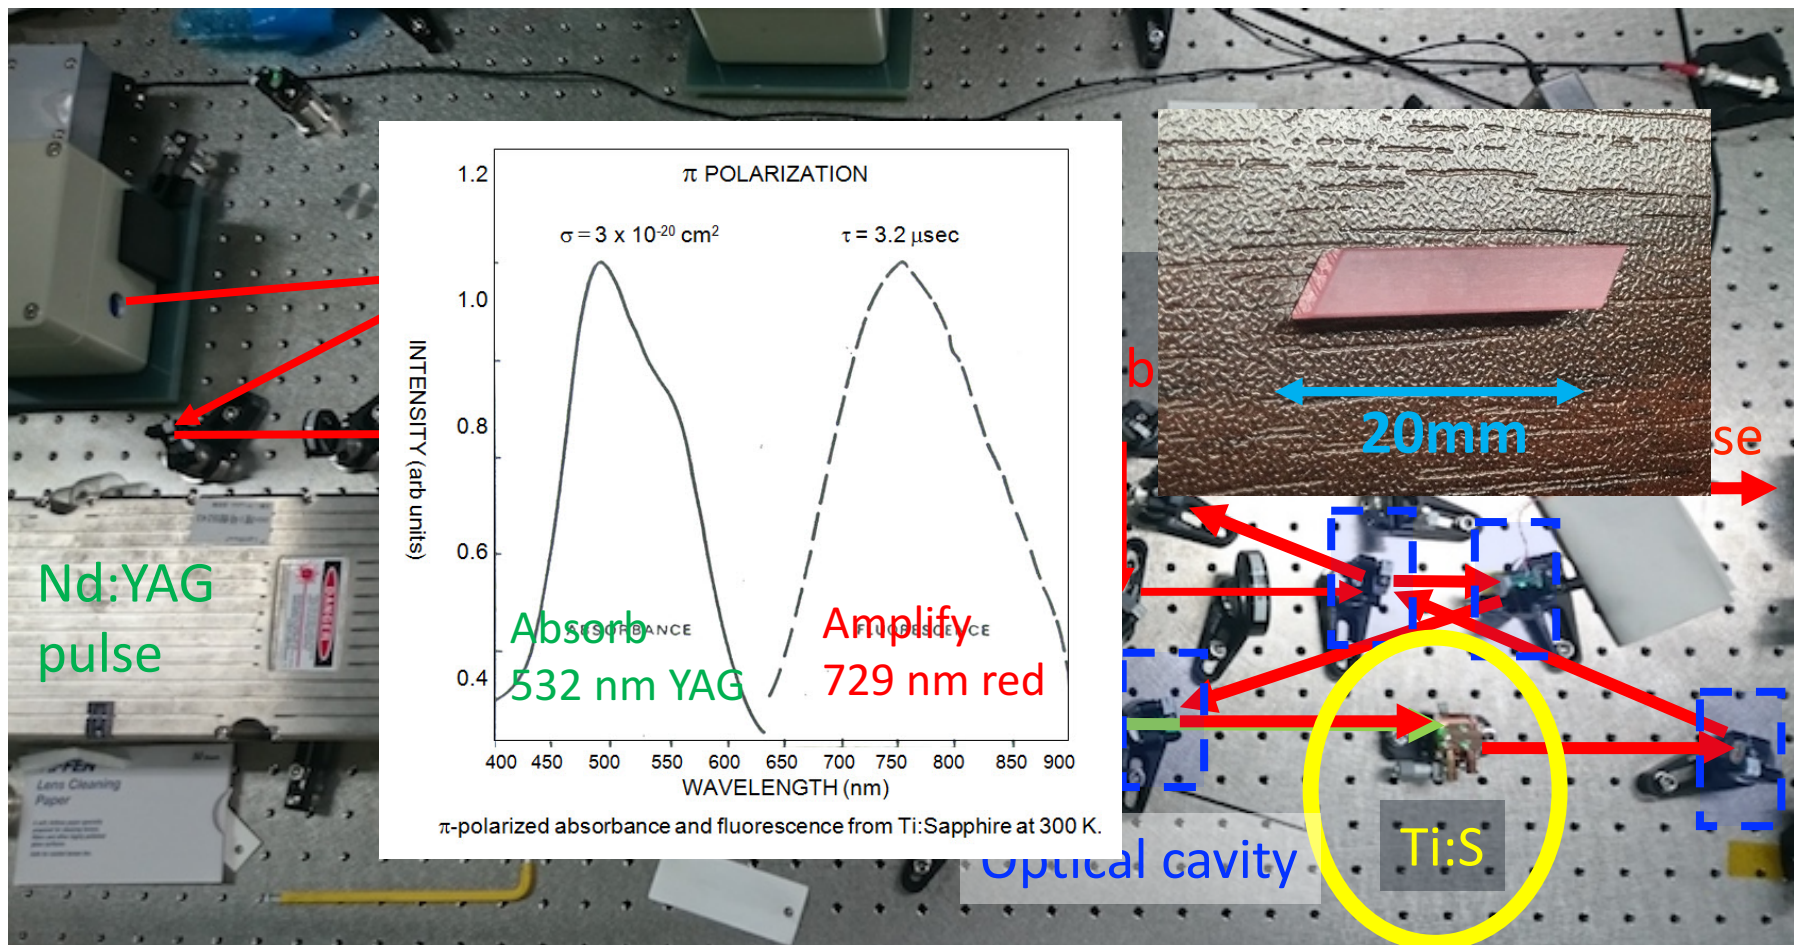 π POLARIZATION
σ = 3 x 10⁻²⁰ cm²
τ = 3.2 μsec
1.2
1.0
0.8
0.6
0.4
INTENSITY (arb units)
ABSORBANCE
FLUORESCENCE
Absorb
532 nm YAG
Amplify
729 nm red
400 450 500 550 600 650 700 750 800 850 900
WAVELENGTH (nm)
π-polarized absorbance and fluorescence from Ti:Sapphire at 300 K.
20mm
b
se
Nd:YAG
pulse
DANGER
Lens Cleaning
Paper
Optical cavity
Ti:S